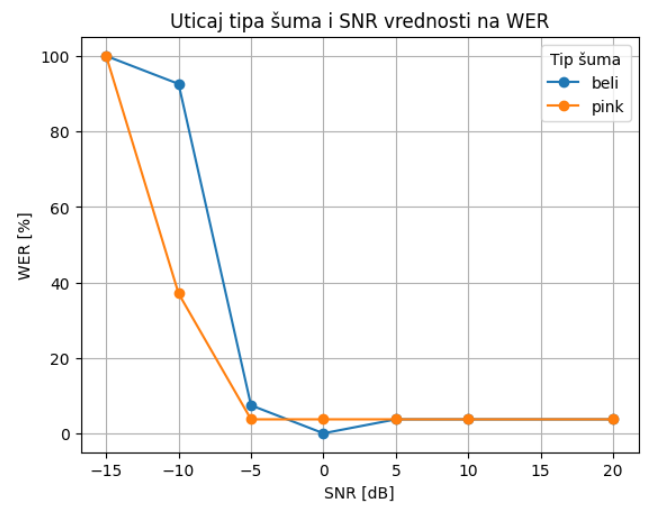 Uticaj tipa šuma i SNR vrednosti na WER
Tip šuma
beli
pink
WER [%]
100
80
60
40
20
0
−15 −10 −5 0 5 10 15 20
SNR [dB]